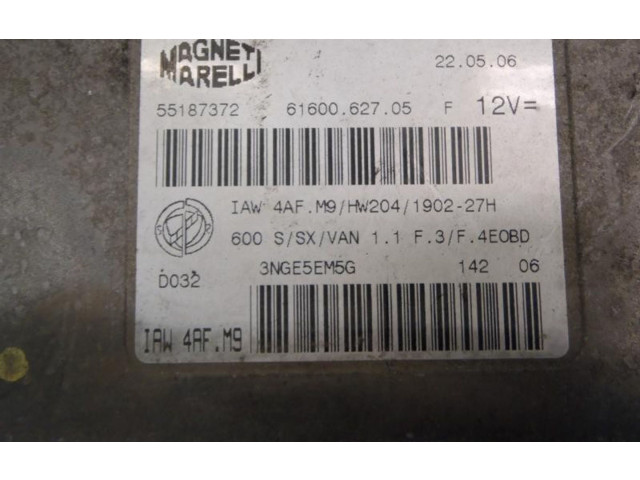 MAGNETI
MARELLI
22.05.06
55187372 61600.627.05 F 12V=
IAW 4AF.M9/HW204/1902-27H
600 S/SX/VAN 1.1 F.3/F.4EOBD
D032 3NGE5EM5G 142 06
IAW 4AF.M9